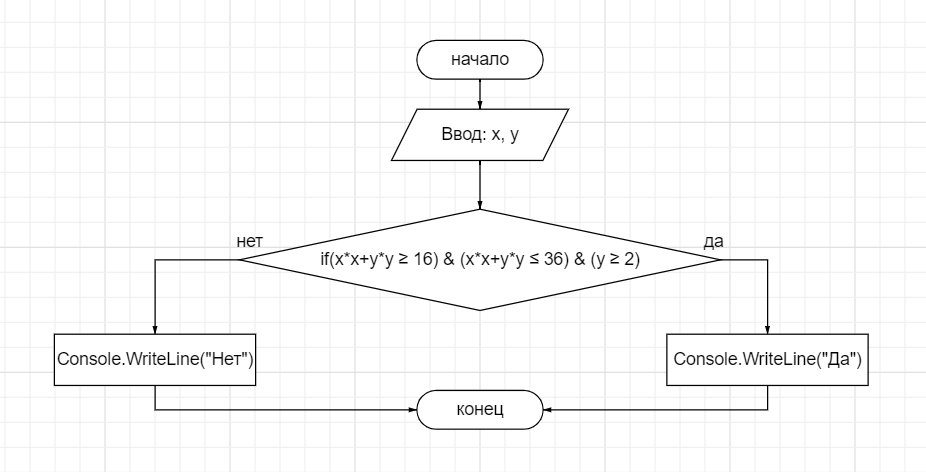 начало
Ввод: x, y
нет
да
if(x*x+y*y ≥ 16) & (x*x+y*y ≤ 36) & (y ≥ 2)
Console.WriteLine("Нет")
Console.WriteLine("Да")
конец